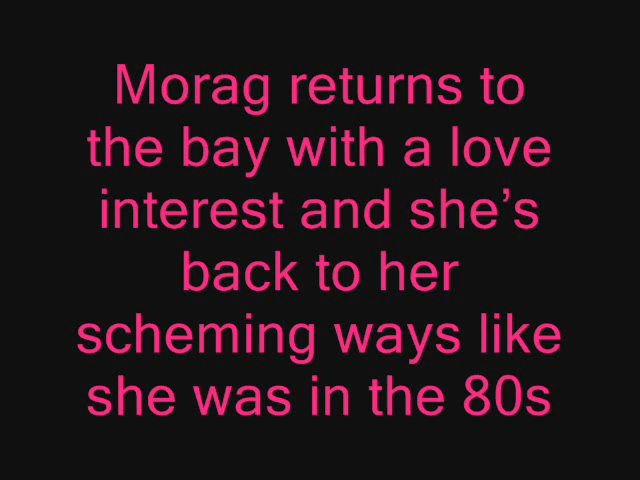 Morag returns to
the bay with a love
interest and she’s
back to her
scheming ways like
she was in the 80s